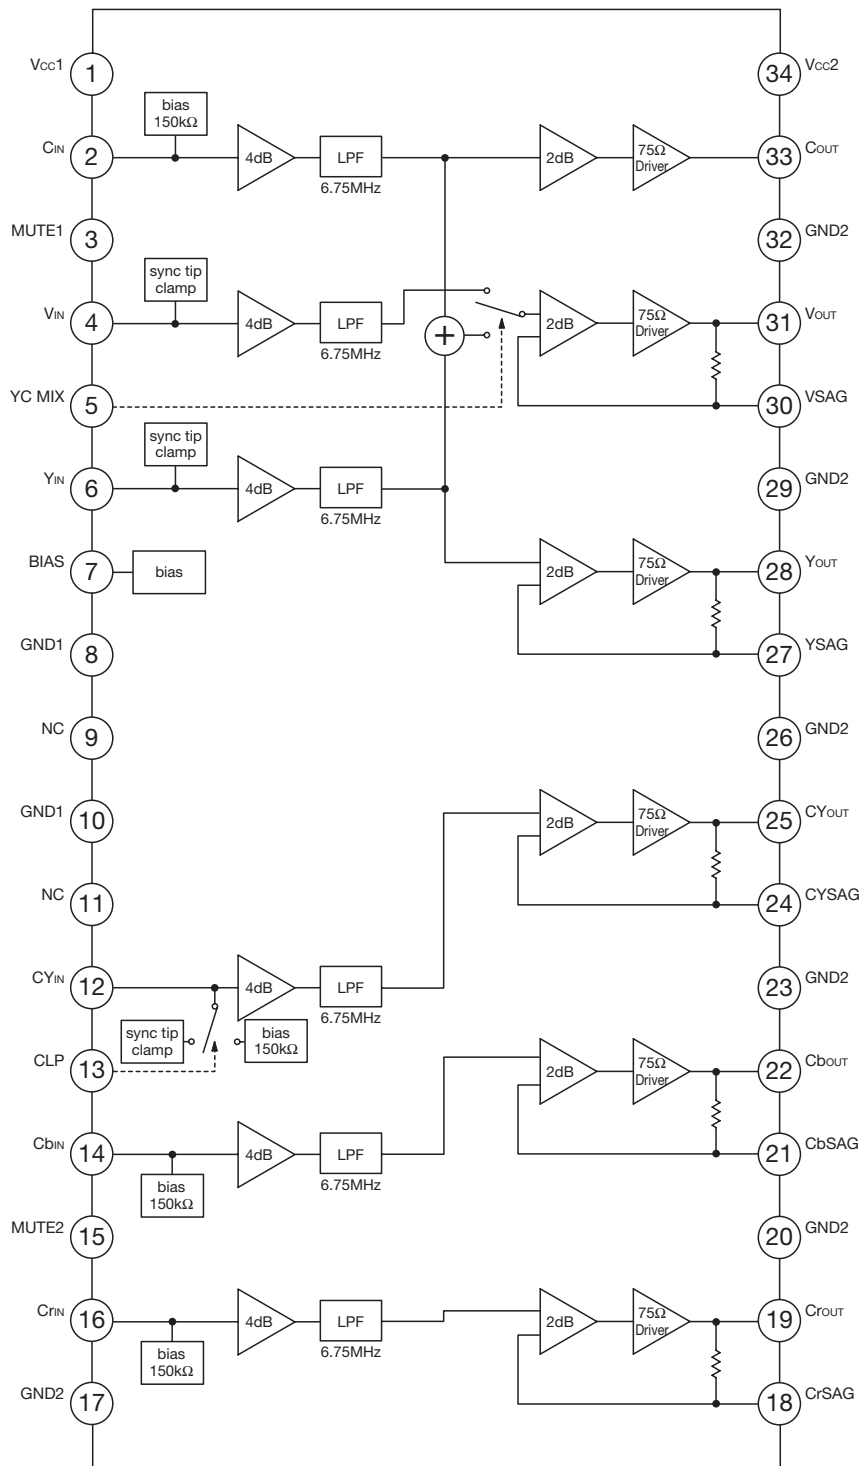 Vcc1
1
34
Vcc2
bias
150kΩ
CIN
2
4dB
LPF
6.75MHz
2dB
75Ω
Driver
33
COUT
MUTE1
3
32
GND2
sync tip
clamp
VIN
4
4dB
LPF
6.75MHz
+
2dB
75Ω
Driver
31
VOUT
YC MIX
5
30
VSAG
sync tip
clamp
YIN
6
4dB
LPF
6.75MHz
29
GND2
BIAS
7
bias
2dB
75Ω
Driver
28
YOUT
GND1
8
27
YSAG
NC
9
26
GND2
GND1
10
2dB
75Ω
Driver
25
CYOUT
NC
11
24
CYSAG
CYIN
12
4dB
LPF
6.75MHz
23
GND2
sync tip
clamp
bias
150kΩ
CLP
13
2dB
75Ω
Driver
22
CbOUT
CbIN
14
4dB
LPF
6.75MHz
21
CbSAG
bias
150kΩ
MUTE2
15
20
GND2
CrIN
16
4dB
LPF
6.75MHz
2dB
75Ω
Driver
19
CrOUT
bias
150kΩ
GND2
17
18
CrSAG